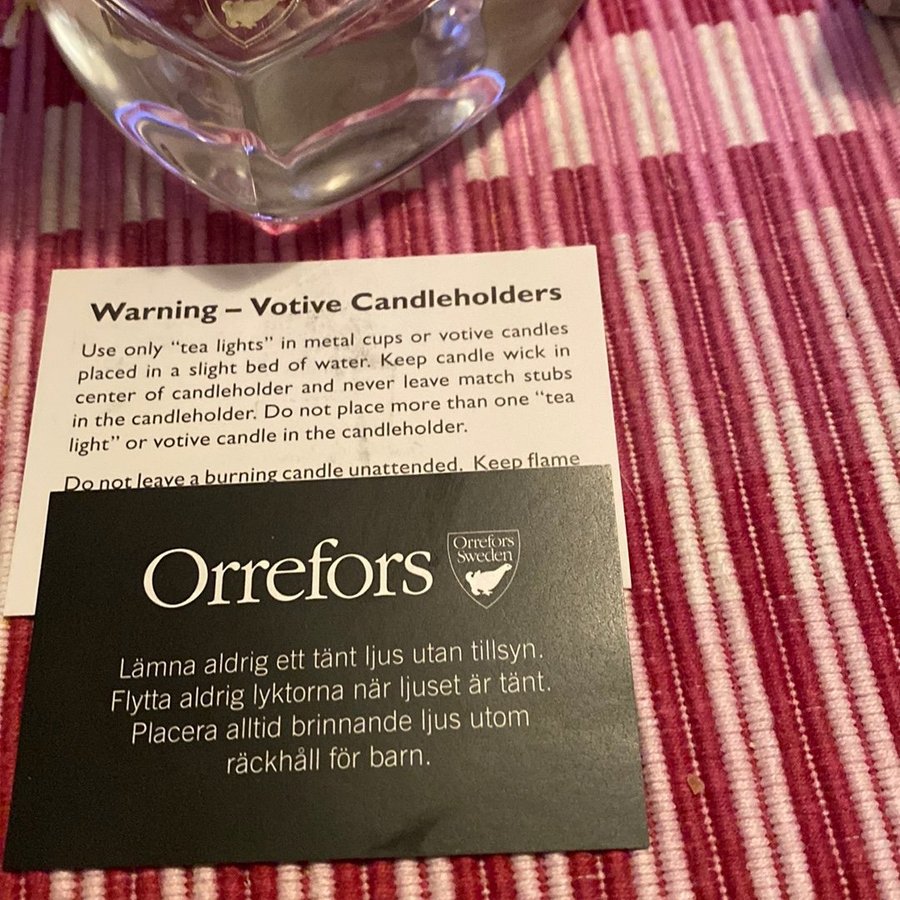 Warning – Votive Candleholders
Use only “tea lights” in metal cups or votive candles
placed in a slight bed of water. Keep candle wick in
center of candleholder and never leave match stubs
in the candleholder. Do not place more than one “tea
light” or votive candle in the candleholder.
Do not leave a burning candle unattended. Keep flame
Orrefors
Orrefors
Sweden
Lämna aldrig ett tänt ljus utan tillsyn.
Flytta aldrig lyktorna när ljuset är tänt.
Placera alltid brinnande ljus utom
räckhåll för barn.